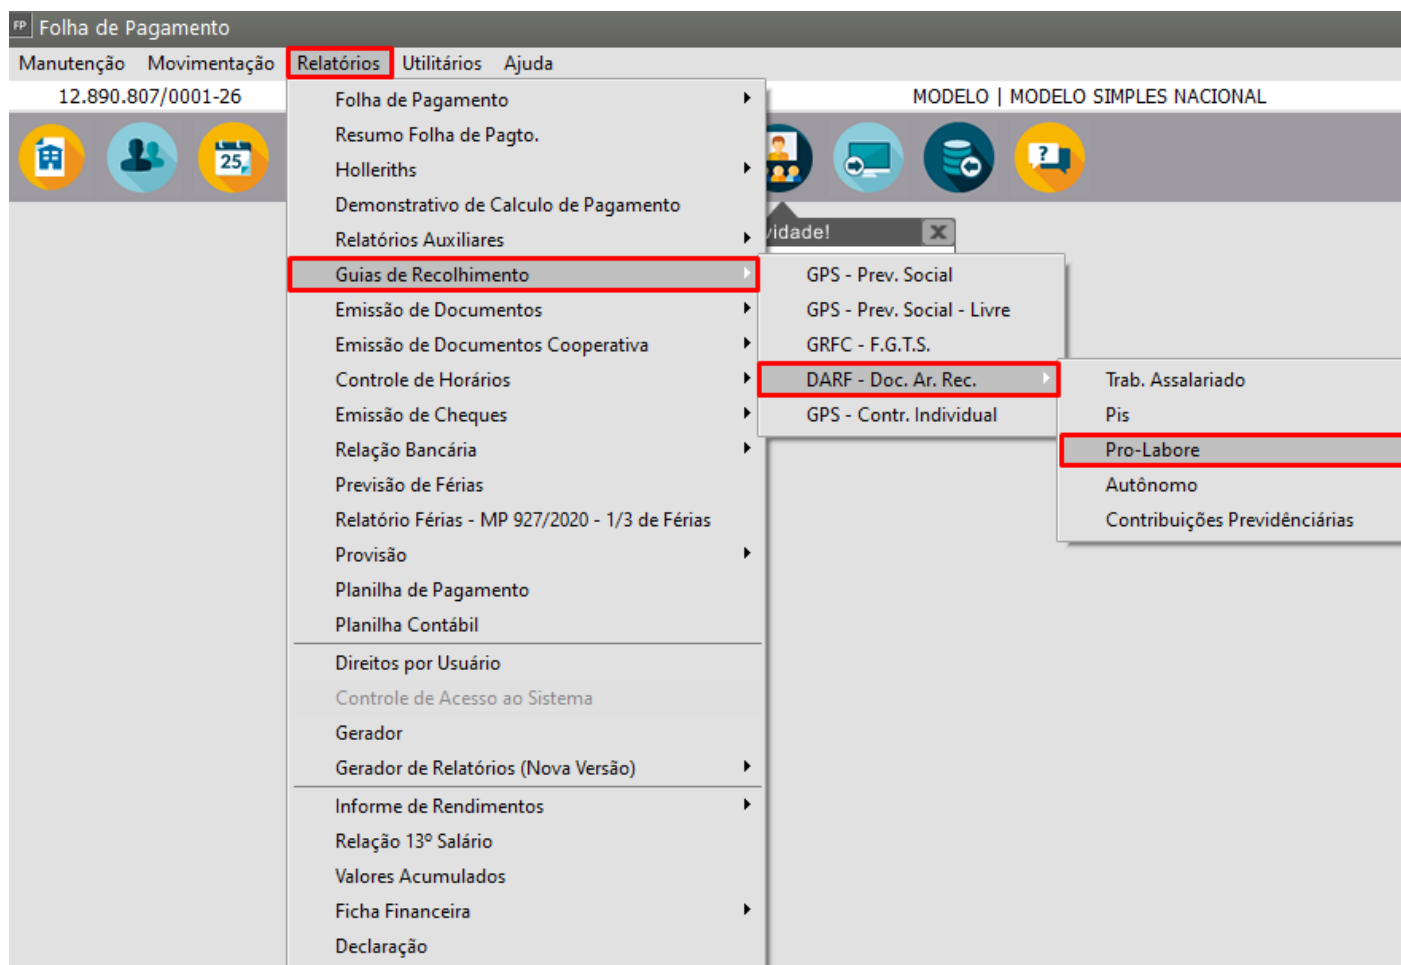 FP Folha de Pagamento
Manutenção Movimentação Relatórios Utilitários Ajuda
12.890.807/0001-26 MODELO | MODELO SIMPLES NACIONAL
25
?
Folha de Pagamento
Resumo Folha de Pagto.
Holleriths
Demonstrativo de Calculo de Pagamento
Relatórios Auxiliares
Guias de Recolhimento
Emissão de Documentos
Emissão de Documentos Cooperativa
Controle de Horários
Emissão de Cheques
Relação Bancária
Previsão de Férias
Relatório Férias - MP 927/2020 - 1/3 de Férias
Provisão
Planilha de Pagamento
Planilha Contábil
Direitos por Usuário
Controle de Acesso ao Sistema
Gerador
Gerador de Relatórios (Nova Versão)
Informe de Rendimentos
Relação 13º Salário
Valores Acumulados
Ficha Financeira
Declaração
vidade! X
GPS - Prev. Social
GPS - Prev. Social - Livre
GRFC - F.G.T.S.
DARF - Doc. Ar. Rec.
GPS - Contr. Individual
Trab. Assalariado
Pis
Pro-Labore
Autônomo
Contribuições Previdênciárias